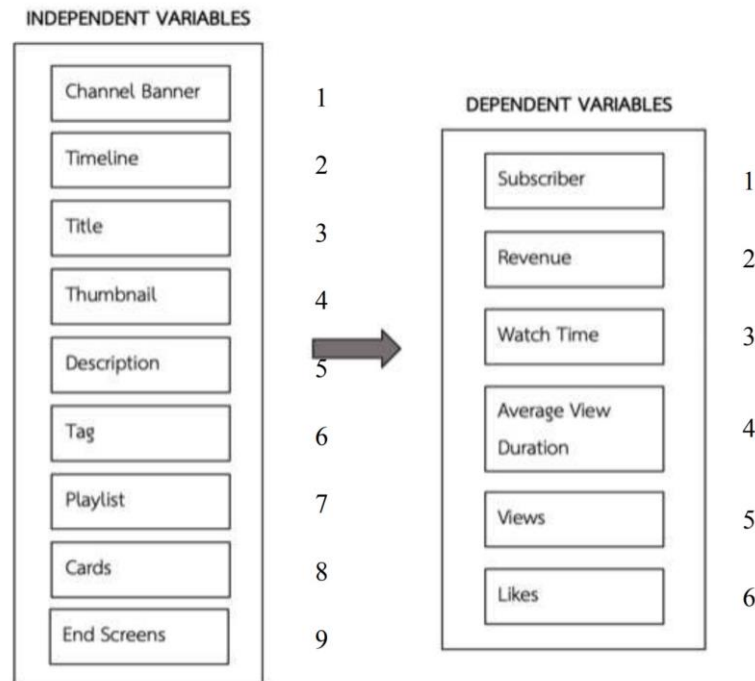 INDEPENDENT VARIABLES
Channel Banner 1
Timeline 2
Title 3
Thumbnail 4
Description 5
Tag 6
Playlist 7
Cards 8
End Screens 9
DEPENDENT VARIABLES
Subscriber 1
Revenue 2
Watch Time 3
Average View
Duration 4
Views 5
Likes 6